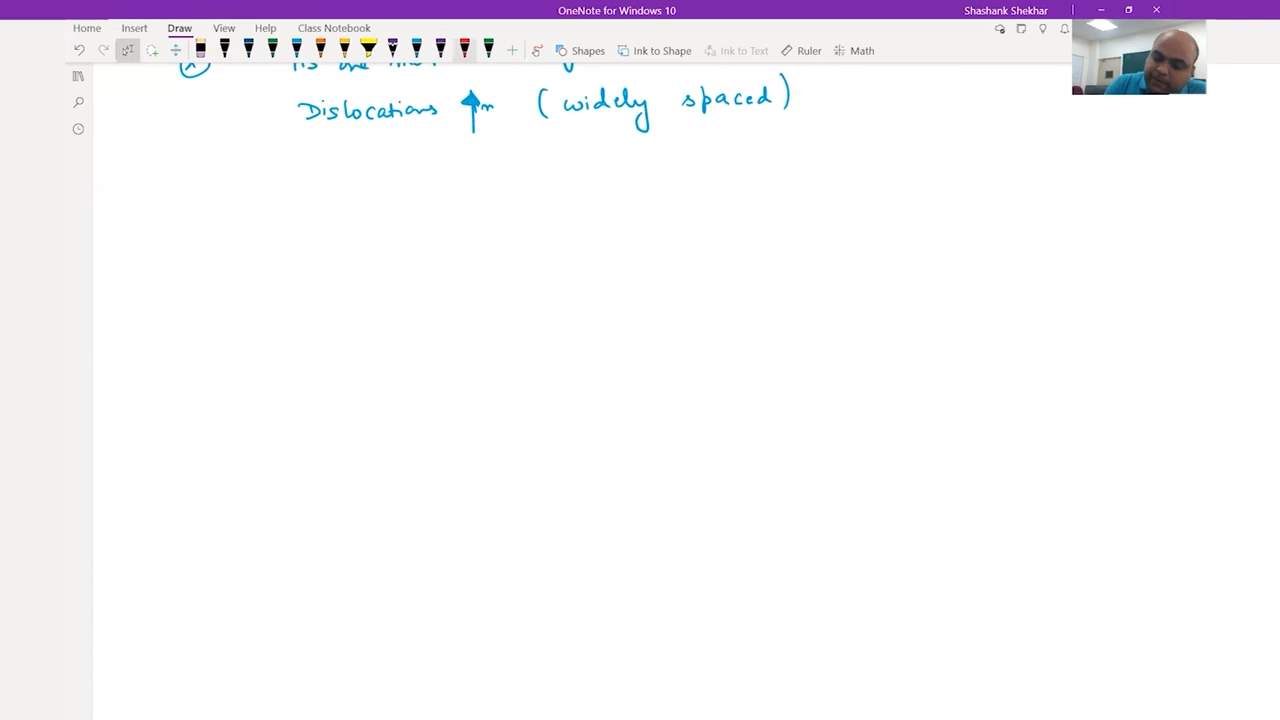 OneNote for Windows 10
Shashank Shekhar
Home Insert Draw View Help Class Notebook
Shapes Ink to Shape Ink to Text Ruler Math
Dislocations ↑ (widely spaced)